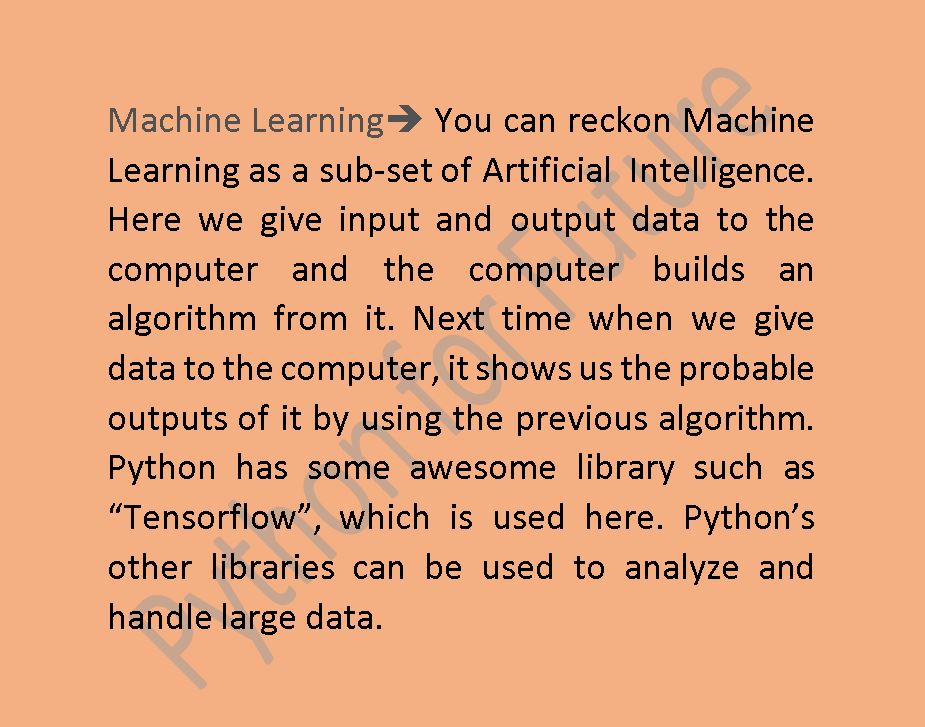 Machine Learning➔ You can reckon Machine
Learning as a sub-set of Artificial Intelligence.
Here we give input and output data to the
computer and the computer builds an
algorithm from it. Next time when we give
data to the computer, it shows us the probable
outputs of it by using the previous algorithm.
Python has some awesome library such as
“Tensorflow”, which is used here. Python’s
other libraries can be used to analyze and
handle large data.
Python for Future